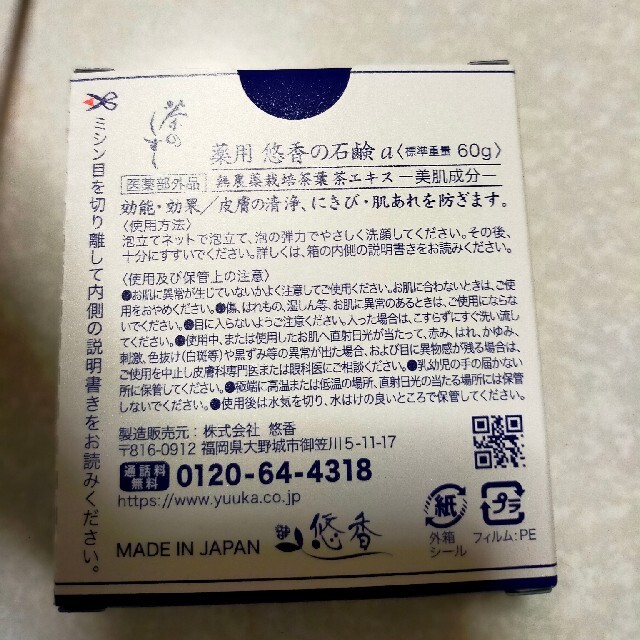 ミシン目を切り離して内側の説明書きをお読みください。
茶のしずく
薬用 悠香の石鹸α〈標準重量 60g〉
医薬部外品 無農薬栽培茶葉 茶エキス ー美肌成分ー
効能・効果／皮膚の清浄、にきび・肌あれを防ぎます。
〈使用方法〉
泡立てネットで泡立て、泡の弾力でやさしく洗顔してください。その後、
十分にすすいでください。詳しくは、箱の内側の説明書きをお読みください。
〈使用及び保管上の注意〉
●お肌に異常が生じていないかよく注意してご使用ください。お肌に合わないときは、ご使
用をおやめください。●傷、はれもの、湿しん等、お肌に異常のあるときは、ご使用にならな
いでください。●目に入らないようご注意ください。入った場合は、こすらずにすぐ洗い流し
てください。●使用中、または使用したお肌へ直射日光が当たって、赤み、はれ、かゆみ、
刺激、色抜け(白斑等)や黒ずみ等の異常が出た場合、および目に異物感が残る場合は、
ご使用を中止し皮膚科専門医または眼科医にご相談ください。●乳幼児の手の届かない
所に保管してください。●極端に高温または低温の場所、直射日光の当たる場所には保管
しないでください。●使用後は水気を切り、水はけの良いところで保管してください。
製造販売元：株式会社 悠香
〒816-0912 福岡県大野城市御笠川5-11-17
通話料無料 0120-64-4318
https://www.yuuka.co.jp
MADE IN JAPAN
悠香
紙
外箱
シール
プラ
フィルム:PE